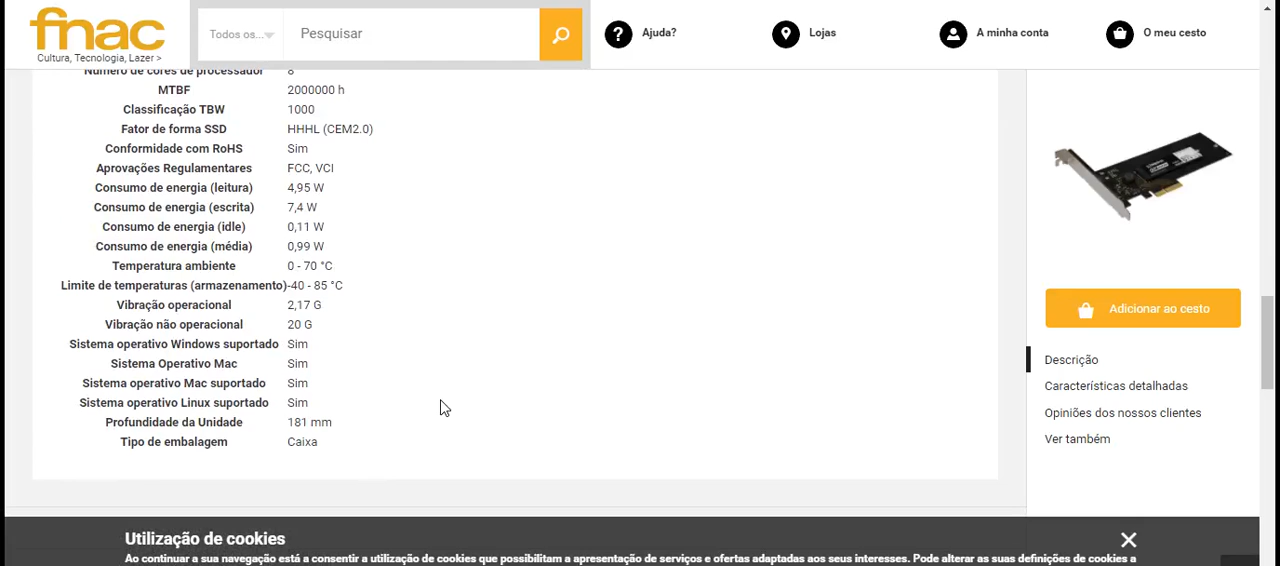 fnac
Cultura, Tecnologia, Lazer >
Todos os...
Pesquisar
Ajuda?
Lojas
A minha conta
O meu cesto
Número de cores de processador 8
MTBF 2000000 h
Classificação TBW 1000
Fator de forma SSD HHHL (CEM2.0)
Conformidade com RoHS Sim
Aprovações Regulamentares FCC, VCI
Consumo de energia (leitura) 4,95 W
Consumo de energia (escrita) 7,4 W
Consumo de energia (idle) 0,11 W
Consumo de energia (média) 0,99 W
Temperatura ambiente 0 - 70 °C
Limite de temperaturas (armazenamento) -40 - 85 °C
Vibração operacional 2,17 G
Vibração não operacional 20 G
Sistema operativo Windows suportado Sim
Sistema Operativo Mac Sim
Sistema operativo Mac suportado Sim
Sistema operativo Linux suportado Sim
Profundidade da Unidade 181 mm
Tipo de embalagem Caixa
Adicionar ao cesto
Descrição
Características detalhadas
Opiniões dos nossos clientes
Ver também
Utilização de cookies
Ao continuar a sua navegação está a consentir a utilização de cookies que possibilitam a apresentação de serviços e ofertas adaptadas aos seus interesses. Pode alterar as suas definições de cookies a